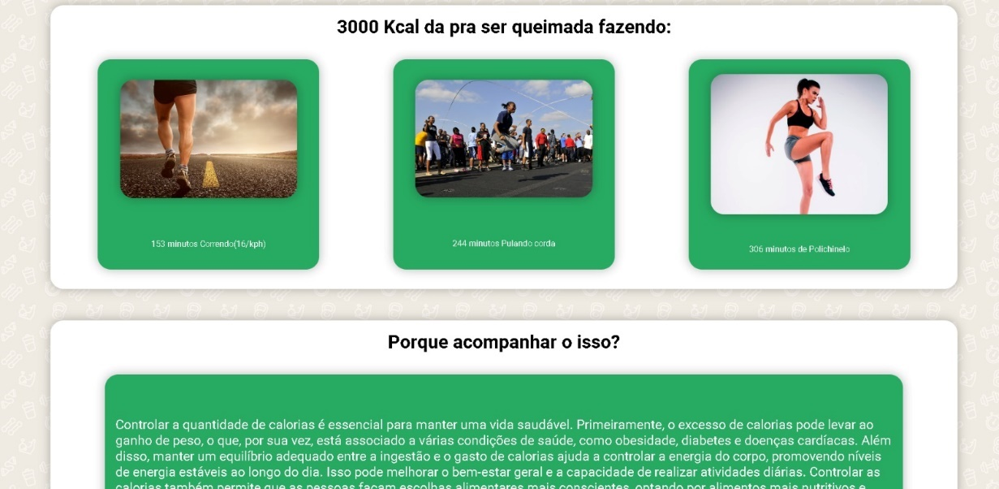 3000 Kcal da pra ser queimada fazendo:
153 minutos Correndo(16/kph)
244 minutos Pulando corda
306 minutos de Polichinelo
Porque acompanhar o isso?
Controlar a quantidade de calorias é essencial para manter uma vida saudável. Primeiramente, o excesso de calorias pode levar ao
ganho de peso, o que, por sua vez, está associado a várias condições de saúde, como obesidade, diabetes e doenças cardíacas. Além
disso, manter um equilíbrio adequado entre a ingestão e o gasto de calorias ajuda a controlar a energia do corpo, promovendo níveis
de energia estáveis ao longo do dia. Isso pode melhorar o bem-estar geral e a capacidade de realizar atividades diárias. Controlar as
calorias também permite que as pessoas façam escolhas alimentares mais conscientes, optando por alimentos mais nutritivos e